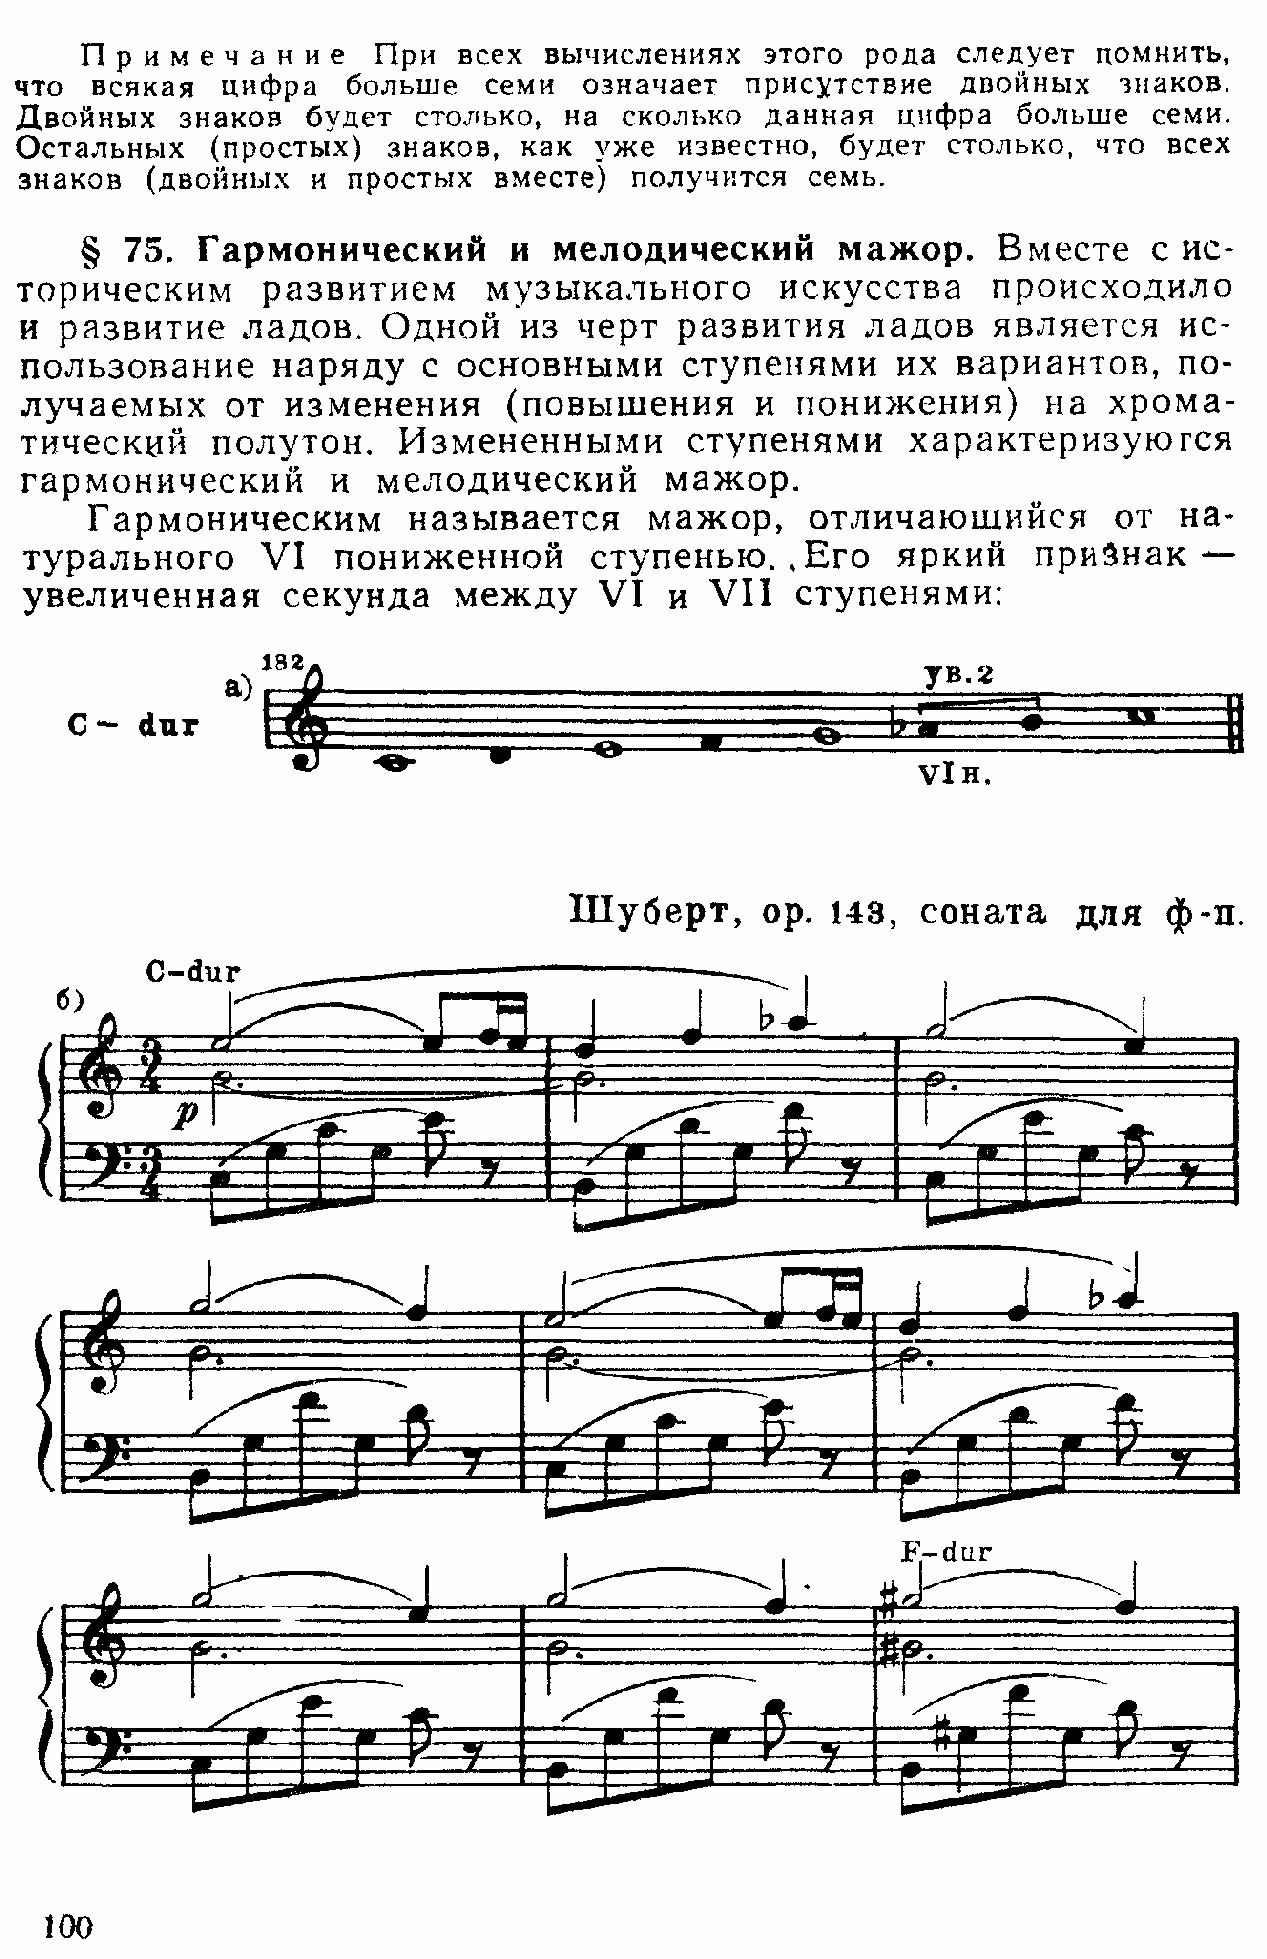 Примечание При всех вычислениях этого рода следует помнить,
что всякая цифра больше семи означает присутствие двойных знаков.
Двойных знаков будет столько, на сколько данная цифра больше семи.
Остальных (простых) знаков, как уже известно, будет столько, что всех
знаков (двойных и простых вместе) получится семь.
§ 75. Гармонический и мелодический мажор. Вместе с ис-
торическим развитием музыкального искусства происходило
и развитие ладов. Одной из черт развития ладов является ис-
пользование наряду с основными ступенями их вариантов, по-
лучаемых от изменения (повышения и понижения) на хрома-
тический полутон. Измененными ступенями характеризуются
гармонический и мелодический мажор.
Гармоническим называется мажор, отличающийся от на-
турального VI пониженной ступенью. Его яркий признак —
увеличенная секунда между VI и VII ступенями:
182
а)
ув.2
C – dur
VI н.
Шуберт, ор. 143, соната для ф-п.
C–dur
б)
3
4
p
3
4
F–dur
100